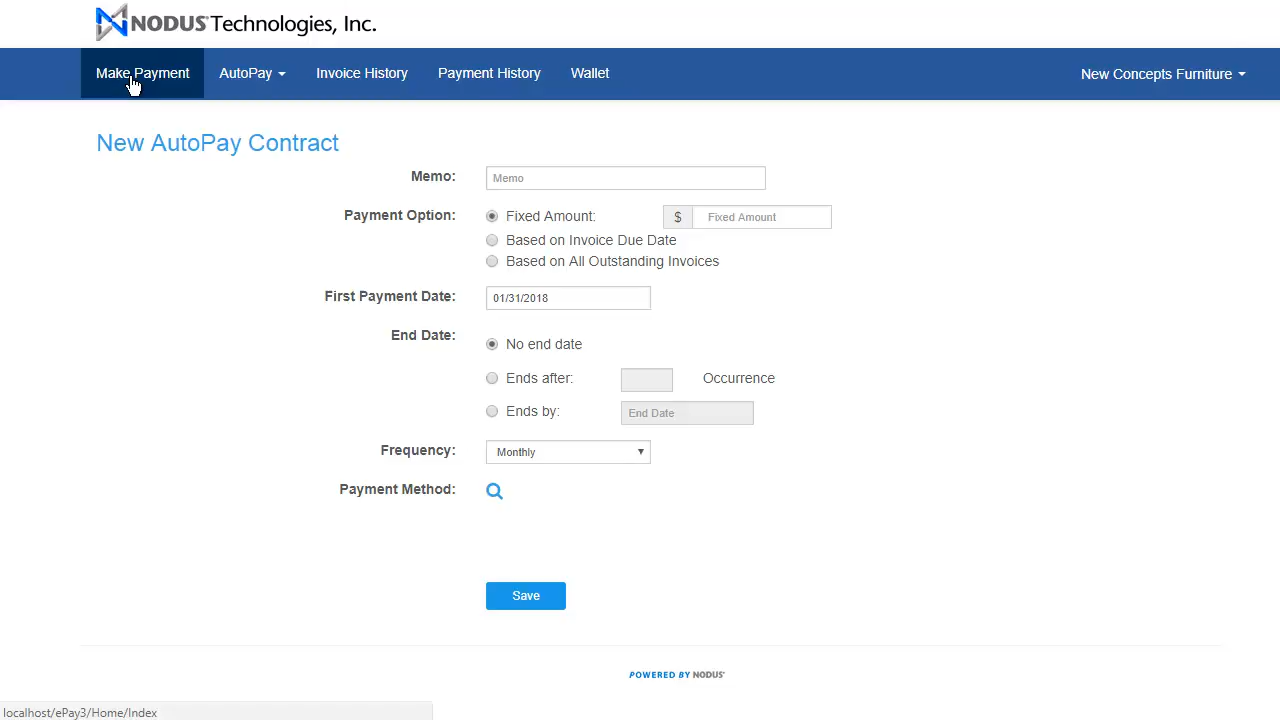 NODUS Technologies, Inc.
Make Payment AutoPay Invoice History Payment History Wallet New Concepts Furniture
New AutoPay Contract
Memo: Memo
Payment Option: Fixed Amount: $ Fixed Amount
Based on Invoice Due Date
Based on All Outstanding Invoices
First Payment Date: 01/31/2018
End Date: No end date
Ends after: Occurrence
Ends by: End Date
Frequency: Monthly
Payment Method:
Save
POWERED BY NODUS
localhost/ePay3/Home/Index